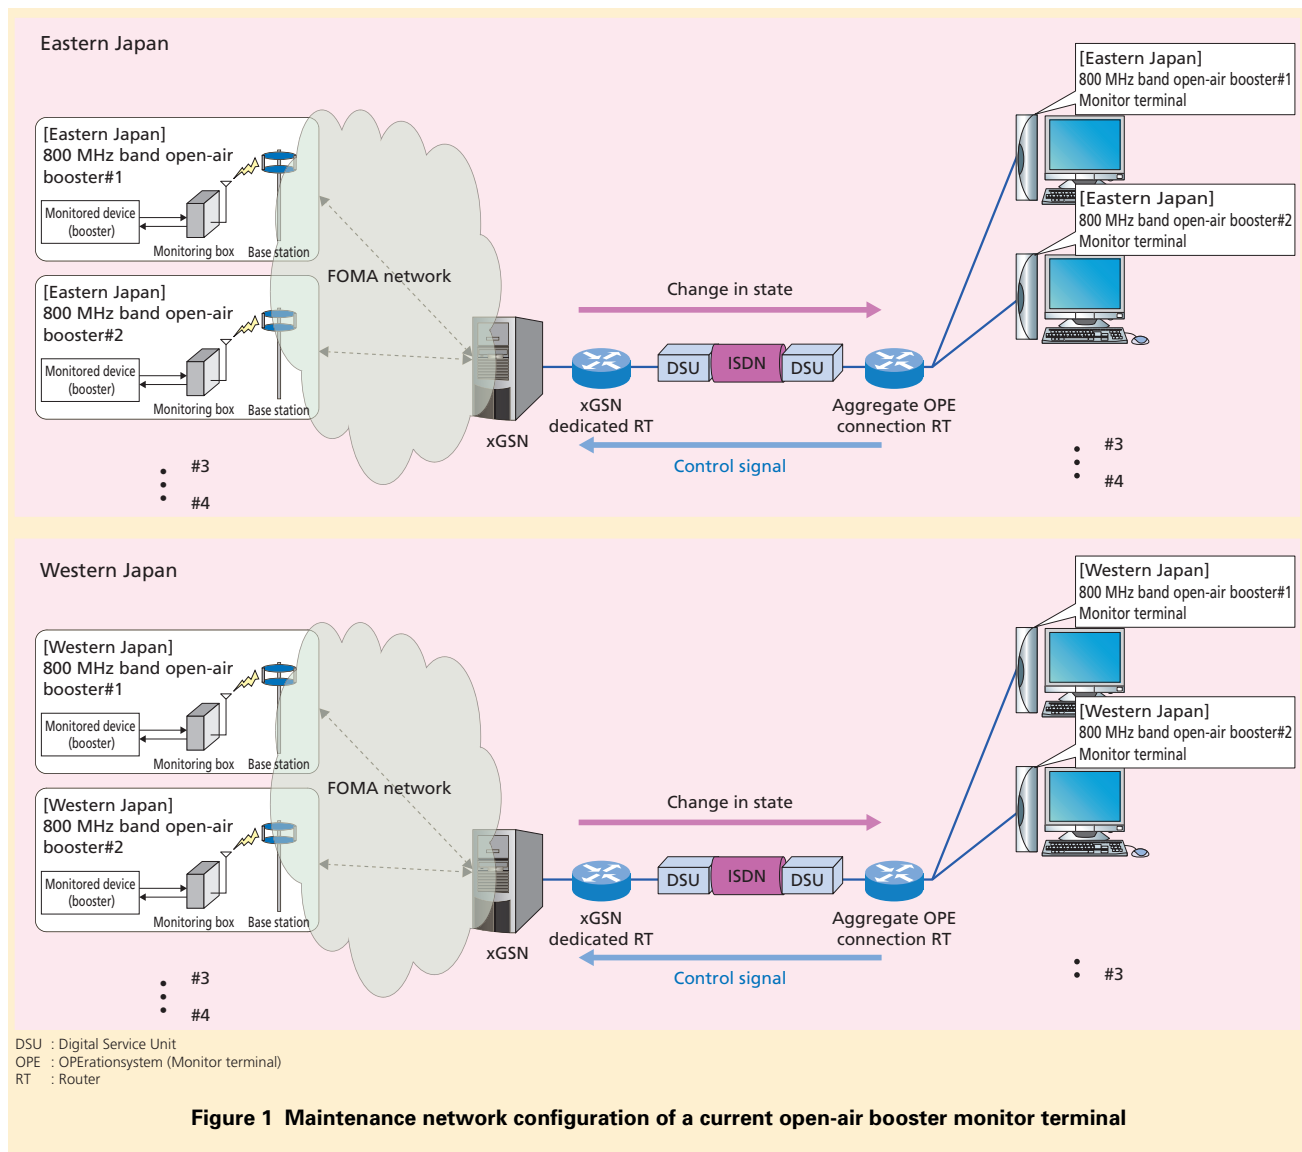 Eastern Japan
[Eastern Japan]
800 MHz band open-air
booster#1
Monitored device
(booster)
Monitoring box
Base station
[Eastern Japan]
800 MHz band open-air
booster#2
Monitored device
(booster)
Monitoring box
Base station
#3
#4
FOMA network
xGSN
Change in state
xGSN
dedicated RT
DSU
ISDN
DSU
Aggregate OPE
connection RT
Control signal
[Eastern Japan]
800 MHz band open-air booster#1
Monitor terminal
[Eastern Japan]
800 MHz band open-air booster#2
Monitor terminal
#3
#4
Western Japan
[Western Japan]
800 MHz band open-air
booster#1
Monitored device
(booster)
Monitoring box
Base station
[Western Japan]
800 MHz band open-air
booster#2
Monitored device
(booster)
Monitoring box
Base station
#3
#4
FOMA network
xGSN
Change in state
xGSN
dedicated RT
DSU
ISDN
DSU
Aggregate OPE
connection RT
Control signal
[Western Japan]
800 MHz band open-air booster#1
Monitor terminal
[Western Japan]
800 MHz band open-air booster#2
Monitor terminal
#3
DSU : Digital Service Unit
OPE : OPErationsystem (Monitor terminal)
RT : Router
Figure 1 Maintenance network configuration of a current open-air booster monitor terminal